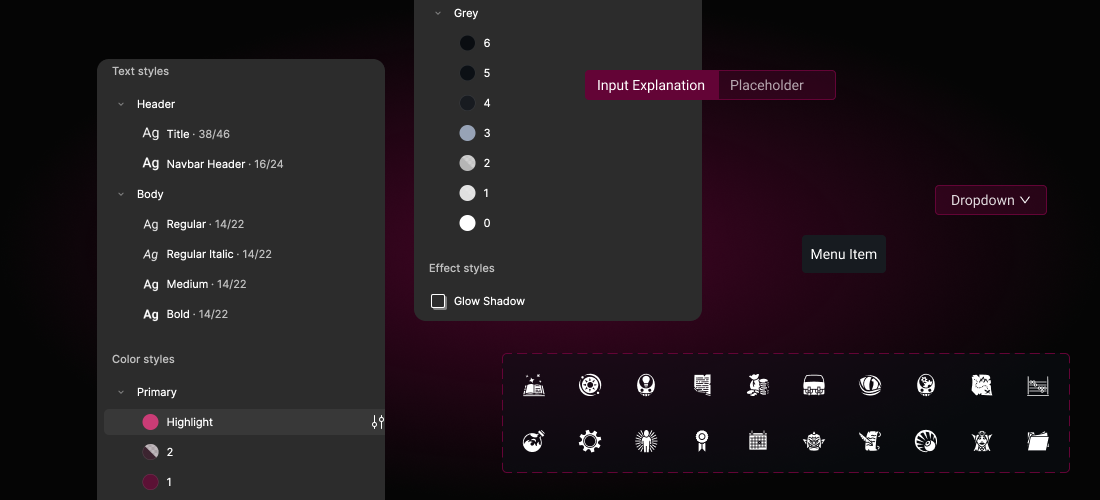 Text styles
Header
Ag Title · 38/46
Ag Navbar Header · 16/24
Body
Ag Regular · 14/22
Ag Regular Italic · 14/22
Ag Medium · 14/22
Ag Bold · 14/22
Color styles
Primary
Highlight
2
1
Grey
6
5
4
3
2
1
0
Effect styles
Glow Shadow
Input Explanation Placeholder
Dropdown
Menu Item